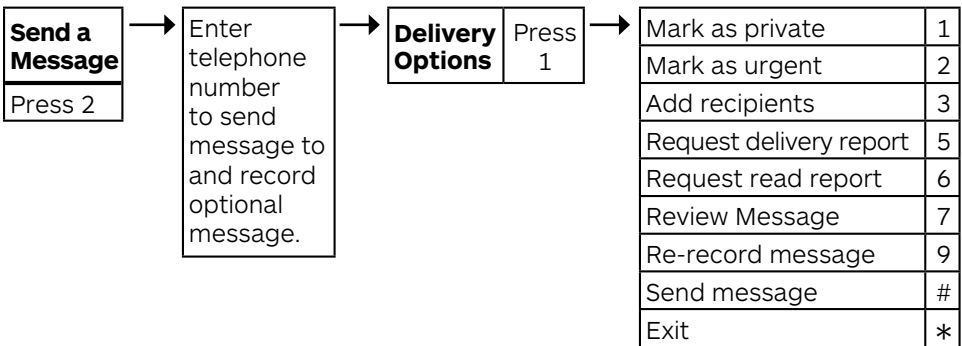 Send a
Message
Press 2
Enter
telephone
number
to send
message to
and record
optional
message.
Delivery
Options
Press
1
Mark as private 1
Mark as urgent 2
Add recipients 3
Request delivery report 5
Request read report 6
Review Message 7
Re-record message 9
Send message #
Exit *